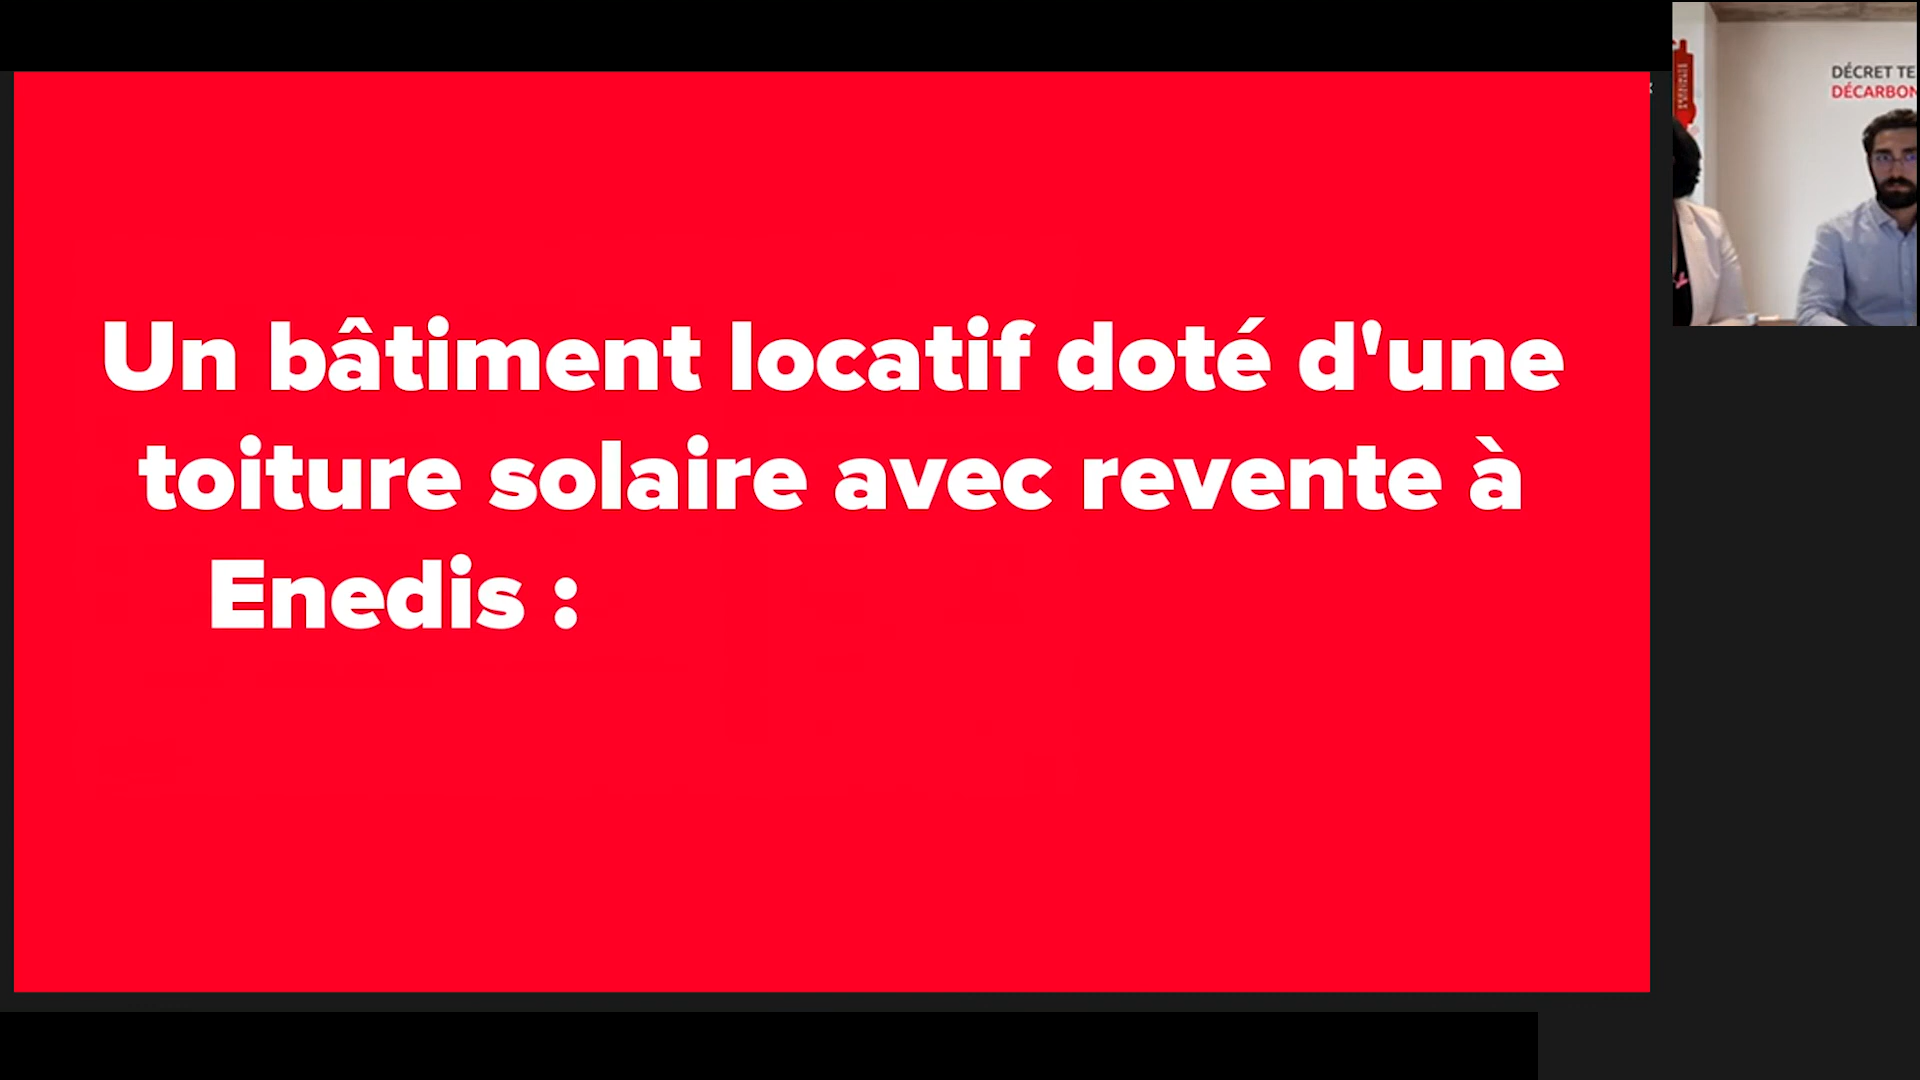 Un bâtiment locatif doté d'une
toiture solaire avec revente à
Enedis :
DÉCRET TE
DÉCARBON